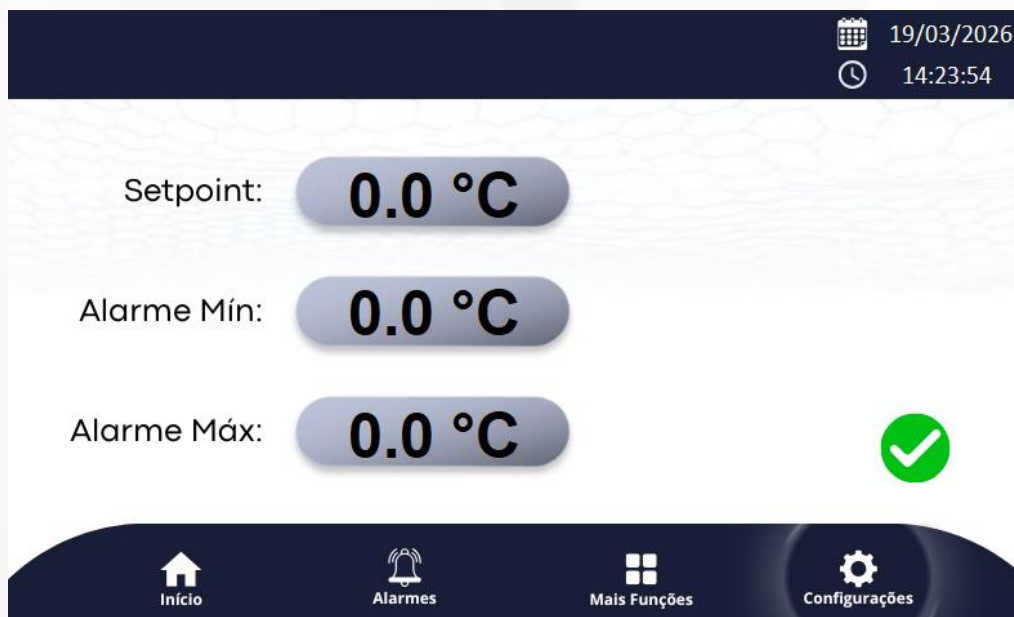 19/03/2026
14:23:54
Setpoint: 0.0 °C
Alarme Mín: 0.0 °C
Alarme Máx: 0.0 °C
Início Alarmes Mais Funções Configurações